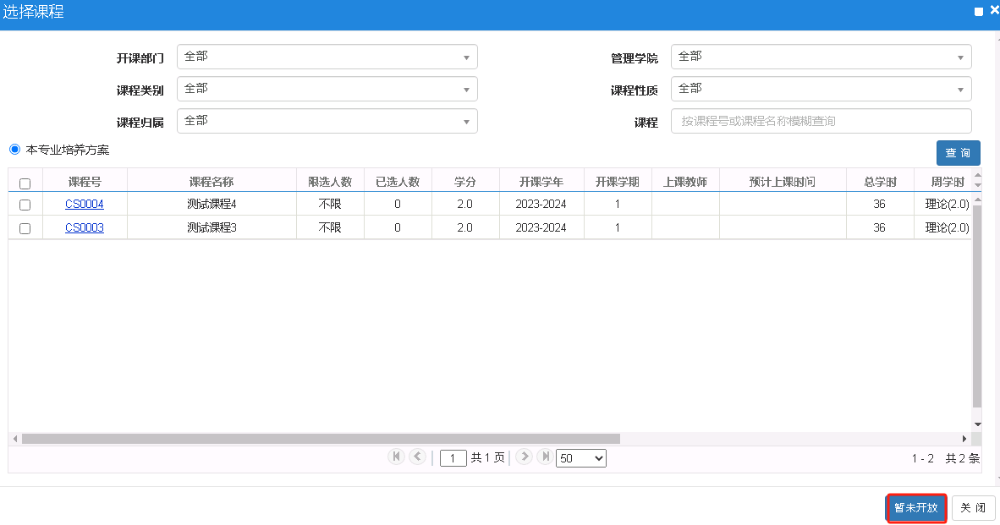 选择课程
开课部门 全部 管理学院 全部
课程类别 全部 课程性质 全部
课程归属 全部 课程 按课程号或课程名称模糊查询
本专业培养方案
查 询
课程号 课程名称 限选人数 已选人数 学分 开课学年 开课学期 上课教师 预计上课时间 总学时 周学时
CS0004 测试课程4 不限 0 2.0 2023-2024 1 36 理论(2.0)
CS0003 测试课程3 不限 0 2.0 2023-2024 1 36 理论(2.0)
1 共 1 页 50 1 - 2 共 2 条
暂未开放 关 闭